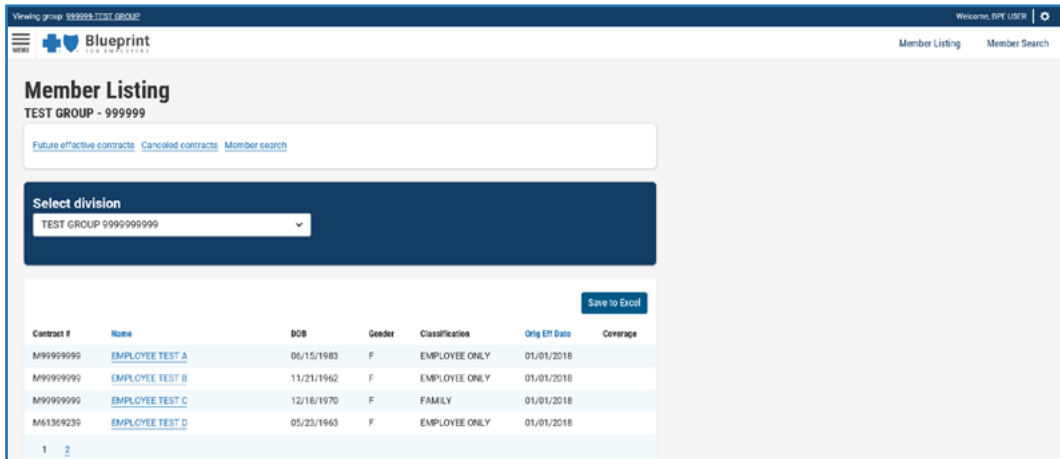 Viewing group: 999999-TEST GROUP
Welcome, BPE USER
MENU
Blueprint
FOR EMPLOYERS
Member Listing Member Search
Member Listing
TEST GROUP - 999999
Future effective contracts Canceled contracts Member search
Select division
TEST GROUP 9999999999
Save to Excel
Contract # Name DOB Gender Classification Orig Eff Date Coverage
M99999999 EMPLOYEE TEST A 06/15/1983 F EMPLOYEE ONLY 01/01/2018
M99999999 EMPLOYEE TEST B 11/21/1962 F EMPLOYEE ONLY 01/01/2018
M99999999 EMPLOYEE TEST C 12/18/1970 F FAMILY 01/01/2018
M61369239 EMPLOYEE TEST D 05/23/1963 F EMPLOYEE ONLY 01/01/2018
1 2